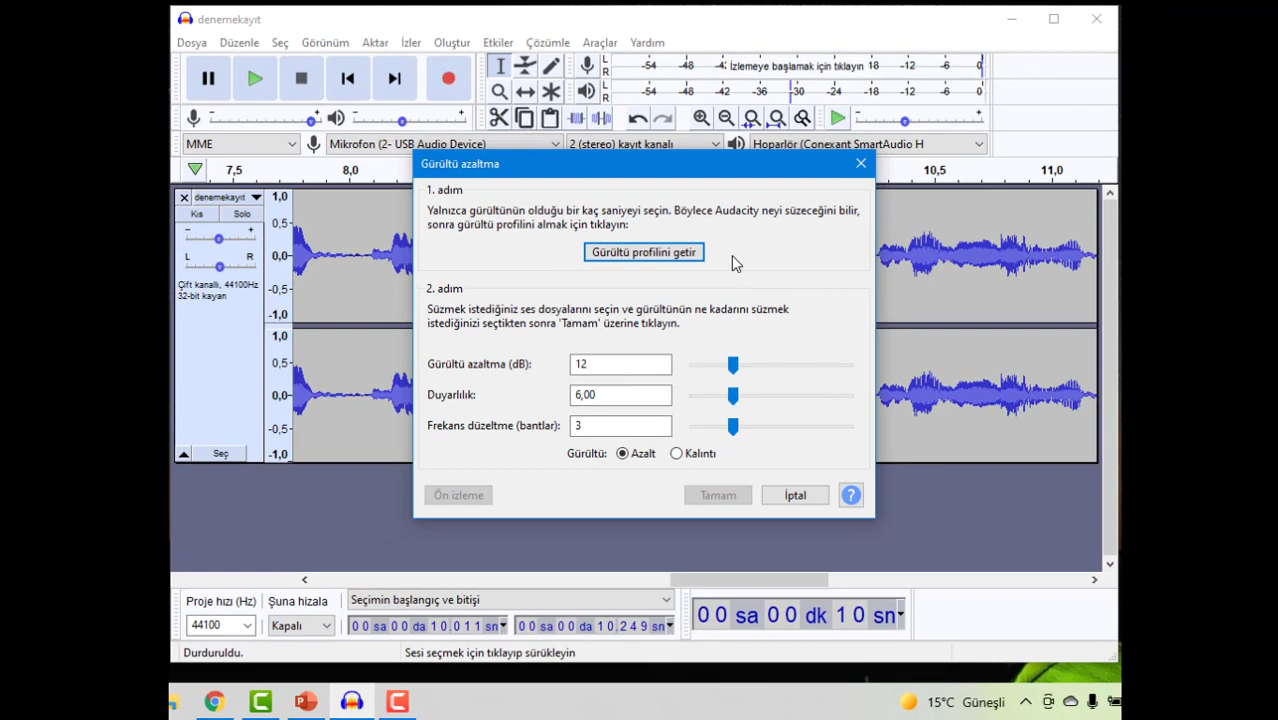 denemekayıt
Dosya Düzenle Seç Görünüm Aktar İzler Oluştur Etkiler Çözümle Araçlar Yardım
L R -54 -48 -42 İzlemeye başlamak için tıklayın 18 -12 -6 0
L R -54 -48 -42 -36 -30 -24 -18 -12 -6 0
MME Mikrofon (2- USB Audio Device) 2 (stereo) kayıt kanalı Hoparlör (Conexant SmartAudio H
7,5 8,0 10,5 11,0
denemekayıt
Kıs Solo
- +
L R
Çift kanallı, 44100Hz
32-bit kayan
Seç
1,0
0,5
0,0
-0,5
-1,0
1,0
0,5
0,0
-0,5
-1,0
Gürültü azaltma
1. adım
Yalnızca gürültünün olduğu bir kaç saniyeyi seçin. Böylece Audacity neyi süzeceğini bilir,
sonra gürültü profilini almak için tıklayın:
Gürültü profilini getir
2. adım
Süzmek istediğiniz ses dosyalarını seçin ve gürültünün ne kadarını süzmek
istediğinizi seçtikten sonra 'Tamam' üzerine tıklayın.
Gürültü azaltma (dB): 12
Duyarlılık: 6,00
Frekans düzeltme (bantlar): 3
Gürültü: Azalt Kalıntı
Ön izleme Tamam İptal ?
Proje hızı (Hz) Şuna hizala Seçimin başlangıç ve bitişi
44100 Kapalı 0 0 sa 0 0 da 1 0 , 0 1 1 sn 0 0 sa 0 0 da 1 0 , 2 4 9 sn
0 0 sa 0 0 dk 1 0 sn
Durduruldu. Sesi seçmek için tıklayıp sürükleyin
15°C Güneşli